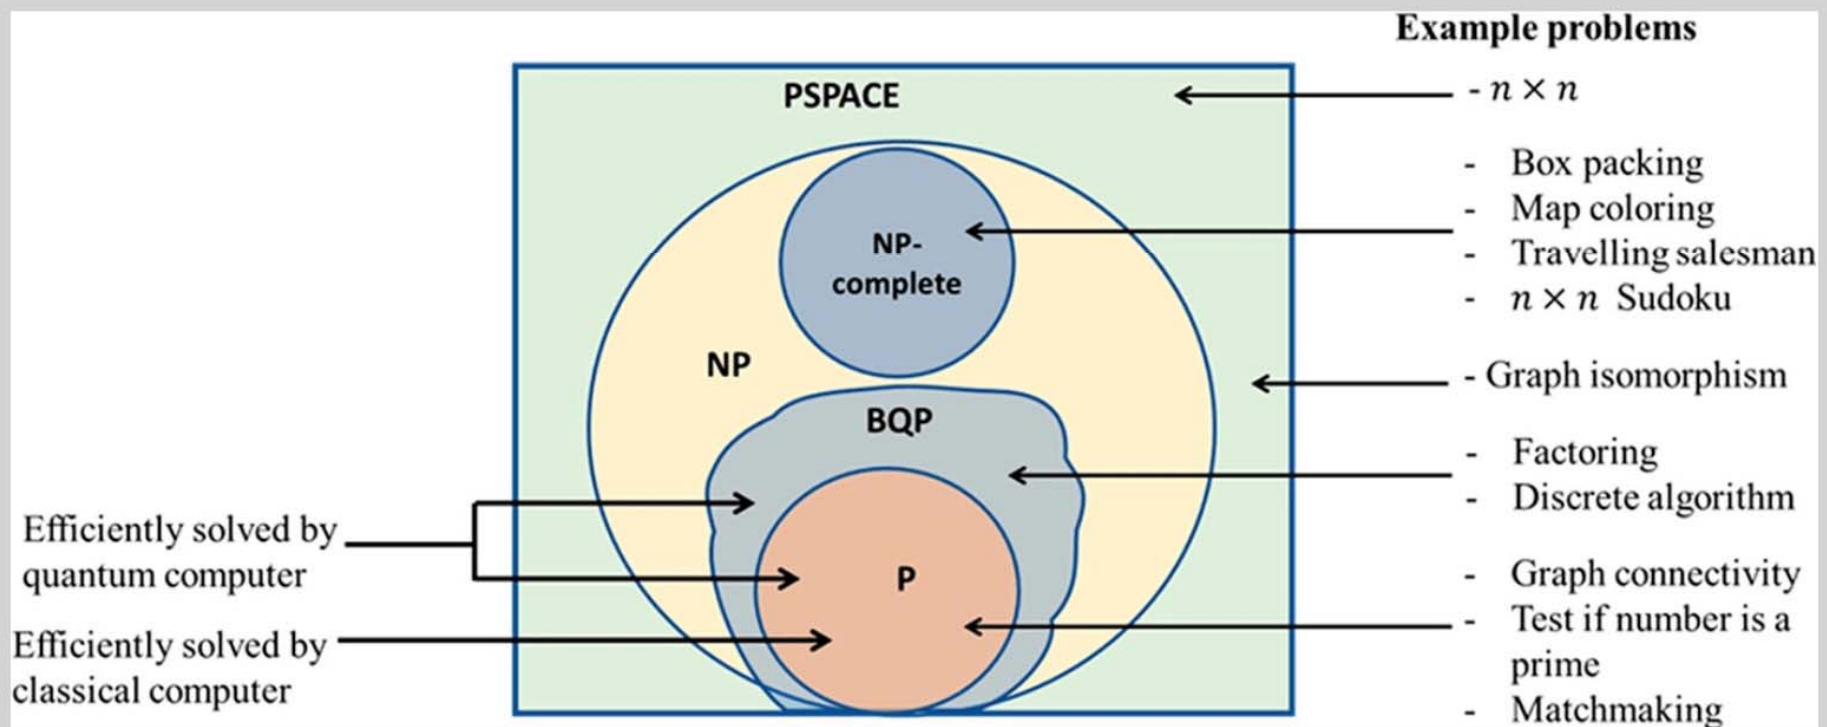 Example problems
PSPACE
- n × n
- Box packing
- Map coloring
- Travelling salesman
- n × n Sudoku
NP-
complete
NP
- Graph isomorphism
BQP
- Factoring
- Discrete algorithm
Efficiently solved by
quantum computer
P
- Graph connectivity
- Test if number is a
prime
- Matchmaking
Efficiently solved by
classical computer